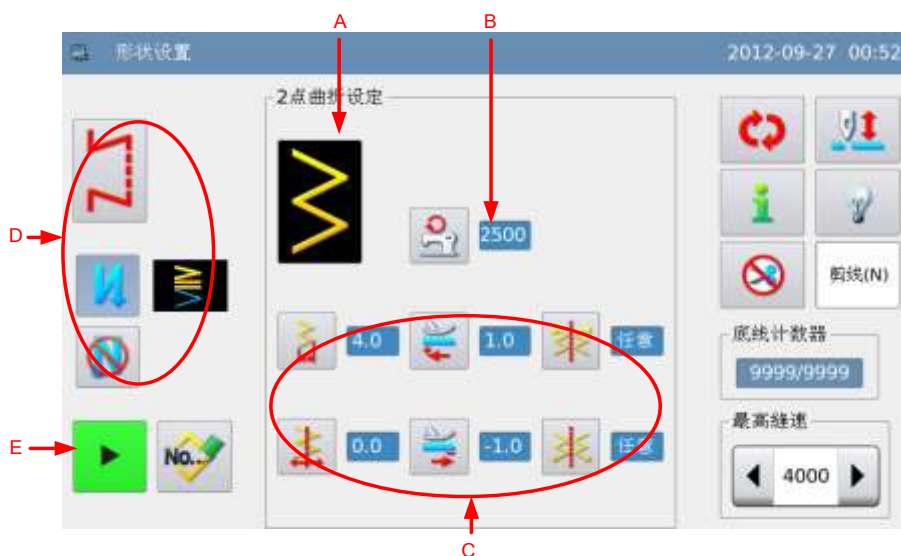 A
B
形状设置
2012-09-27 00:52
2点曲折设定
D
2500
剪线(N)
4.0
1.0
任意
底线计数器
9999/9999
最高缝速
E
No..
0.0
-1.0
任意
4000
C